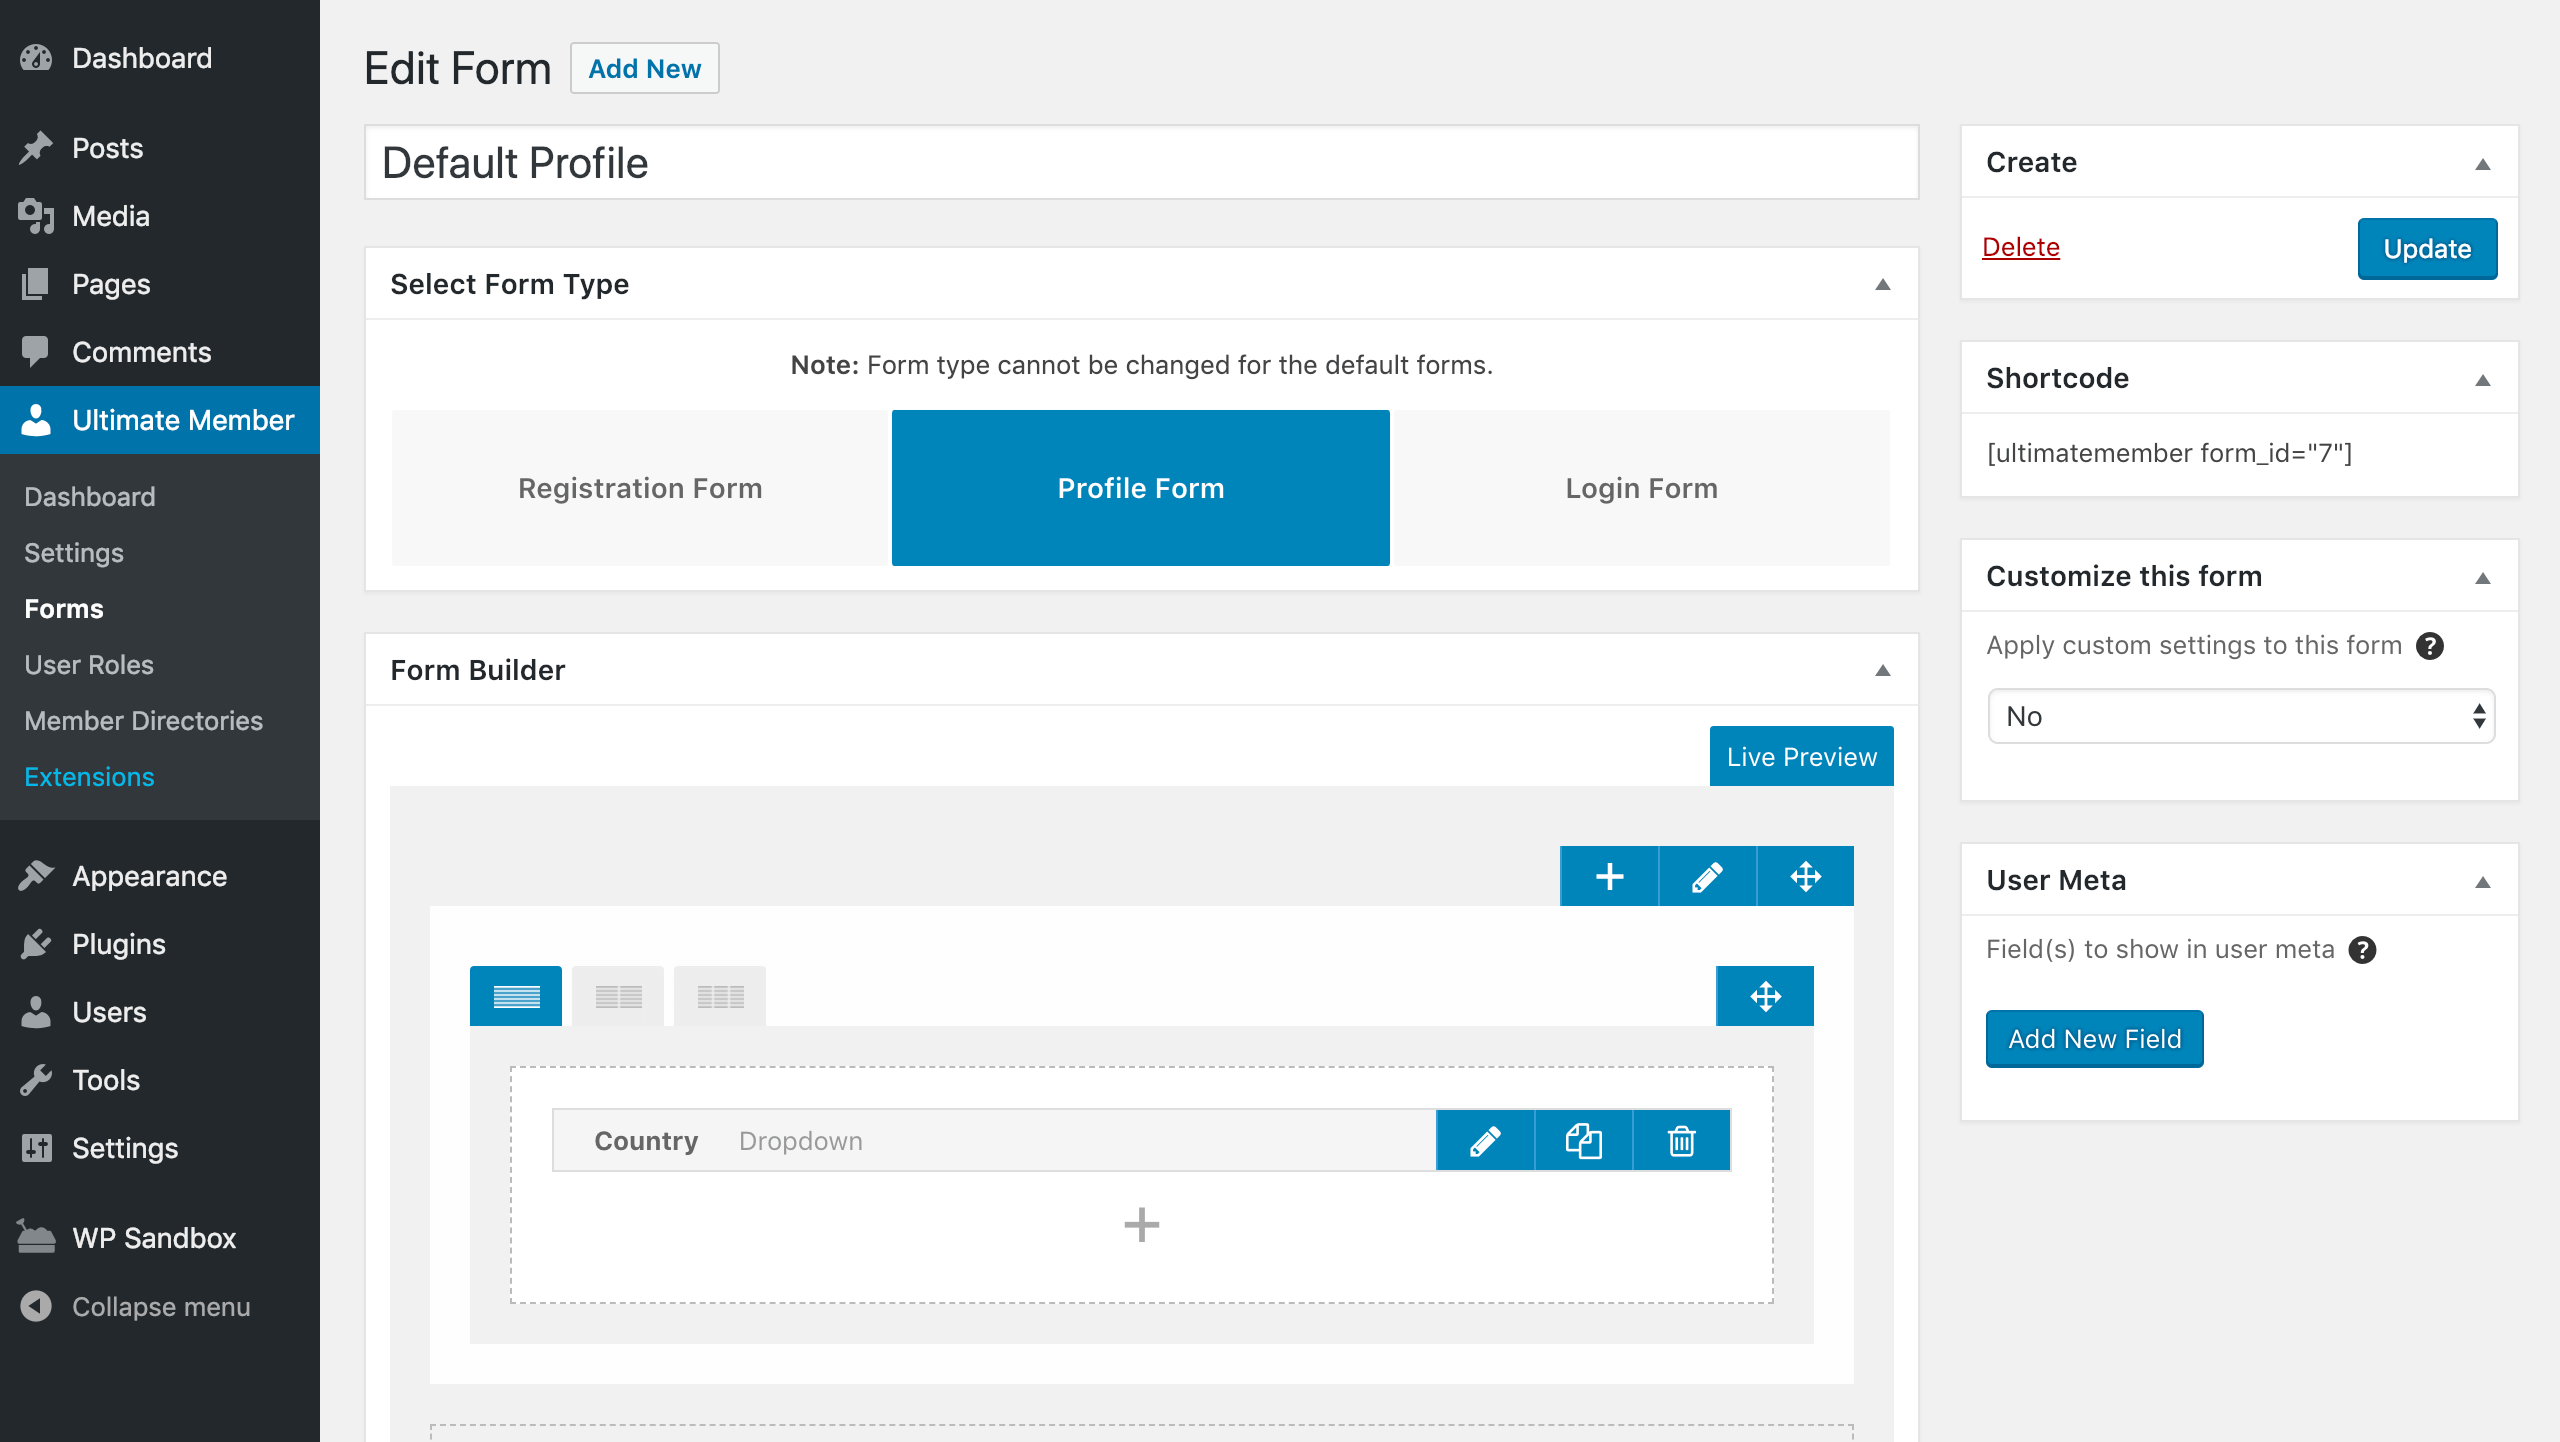 Dashboard
Posts
Media
Pages
Comments
Ultimate Member
Dashboard
Settings
Forms
User Roles
Member Directories
Extensions
Appearance
Plugins
Users
Tools
Settings
WP Sandbox
Collapse menu
Edit Form Add New
Default Profile
Select Form Type
Note: Form type cannot be changed for the default forms.
Registration Form Profile Form Login Form
Form Builder
Live Preview
Country Dropdown
Create
Delete Update
Shortcode
[ultimatemember form_id="7"]
Customize this form
Apply custom settings to this form ?
No
User Meta
Field(s) to show in user meta ?
Add New Field